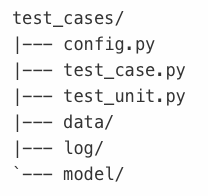 test_cases/
|--- config.py
|--- test_case.py
|--- test_unit.py
|--- data/
|--- log/
`--- model/